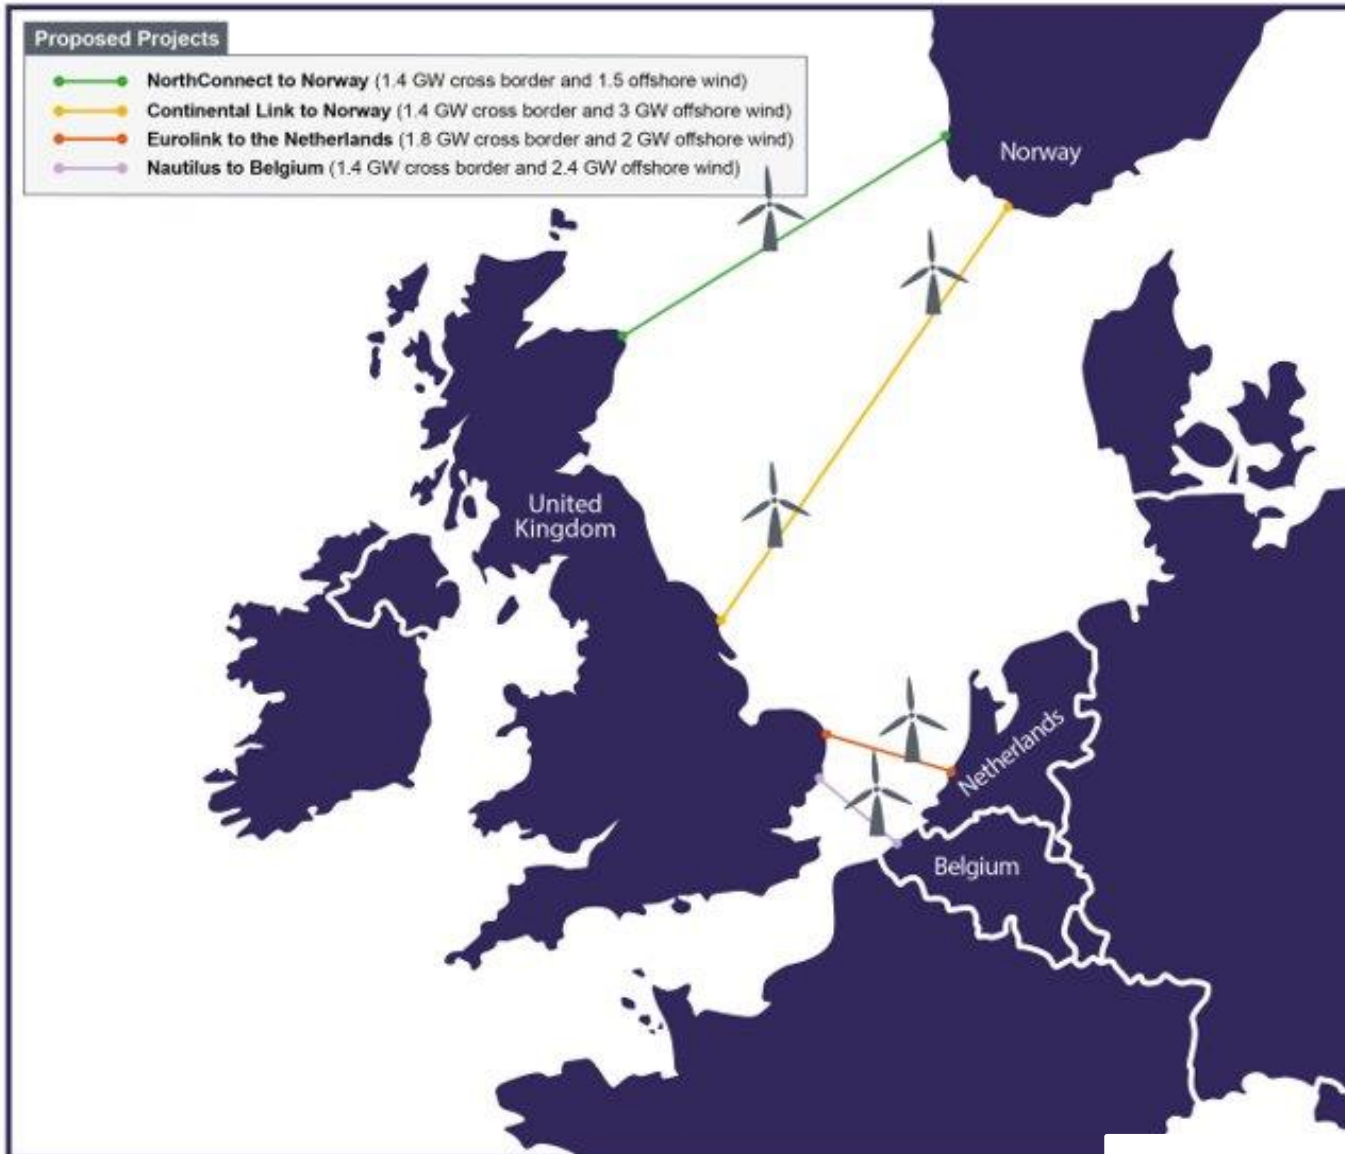 Proposed Projects
NorthConnect to Norway (1.4 GW cross border and 1.5 offshore wind)
Continental Link to Norway (1.4 GW cross border and 3 GW offshore wind)
Eurolink to the Netherlands (1.8 GW cross border and 2 GW offshore wind)
Nautilus to Belgium (1.4 GW cross border and 2.4 GW offshore wind)
Norway
United
Kingdom
Netherlands
Belgium